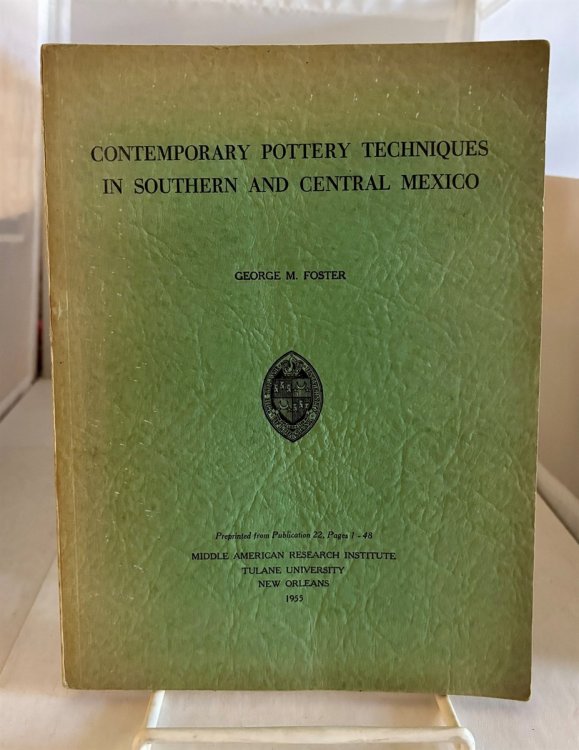 CONTEMPORARY POTTERY TECHNIQUES
IN SOUTHERN AND CENTRAL MEXICO
GEORGE M. FOSTER
Preprinted from Publication 22, Pages 1 - 48
MIDDLE AMERICAN RESEARCH INSTITUTE
TULANE UNIVERSITY
NEW ORLEANS
1955